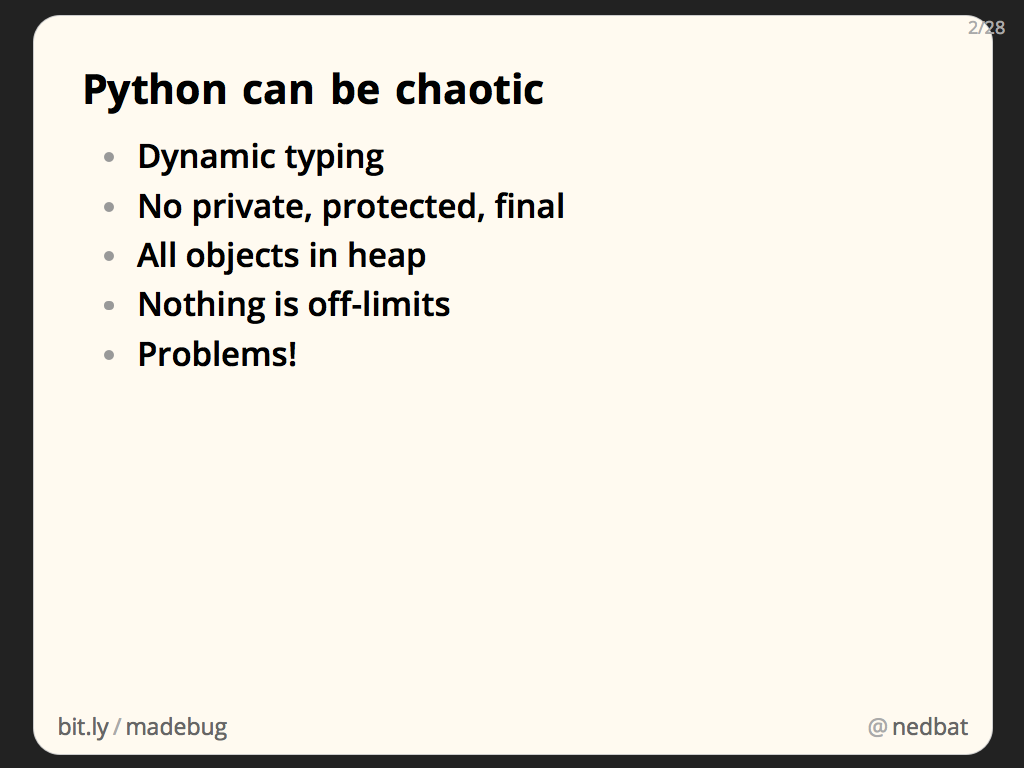 2/28
Python can be chaotic
• Dynamic typing
• No private, protected, final
• All objects in heap
• Nothing is off-limits
• Problems!
bit.ly/madebug
@nedbat